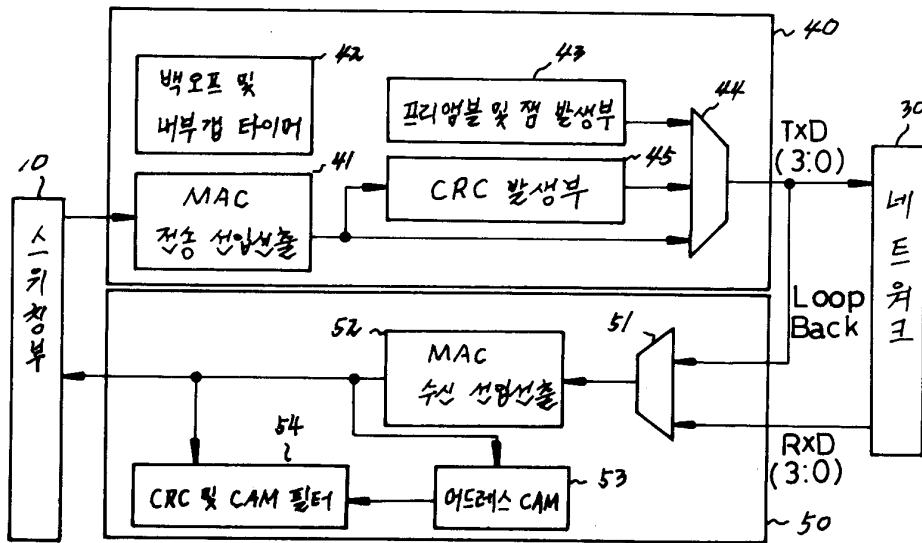 40
42
백오프 및
내부갭 타이머
43
프리앰블 및 잼 발생부
44
TxD
(3:0)
30
네트워크
10
스위칭부
41
MAC
전송 선입선출
45
CRC 발생부
Loop
Back
52
MAC
수신 선입선출
51
RxD
(3:0)
54
CRC 및 CAM 필터
어드레스 CAM
53
50